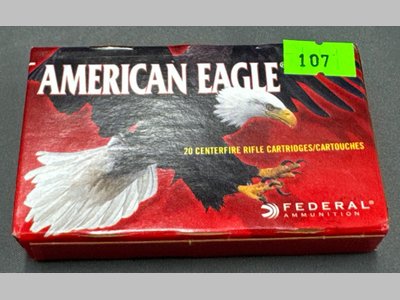 107
AMERICAN EAGLE®
20 CENTERFIRE RIFLE CARTRIDGES/CARTOUCHES
FEDERAL®
AMMUNITION